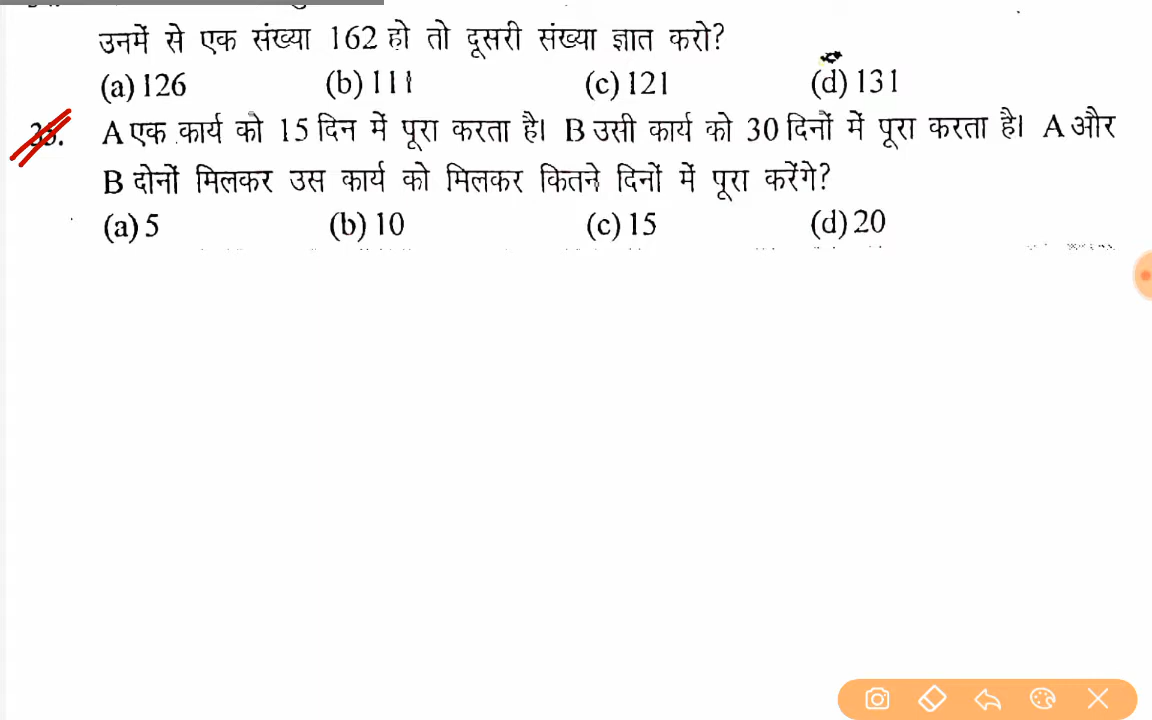 उनमें से एक संख्या 162 हो तो दूसरी संख्या ज्ञात करो?
(a) 126 (b) 111 (c) 121 (d) 131
A एक कार्य को 15 दिन में पूरा करता है। B उसी कार्य को 30 दिनों में पूरा करता है। A और
B दोनों मिलकर उस कार्य को मिलकर कितने दिनों में पूरा करेंगे?
(a) 5 (b) 10 (c) 15 (d) 20